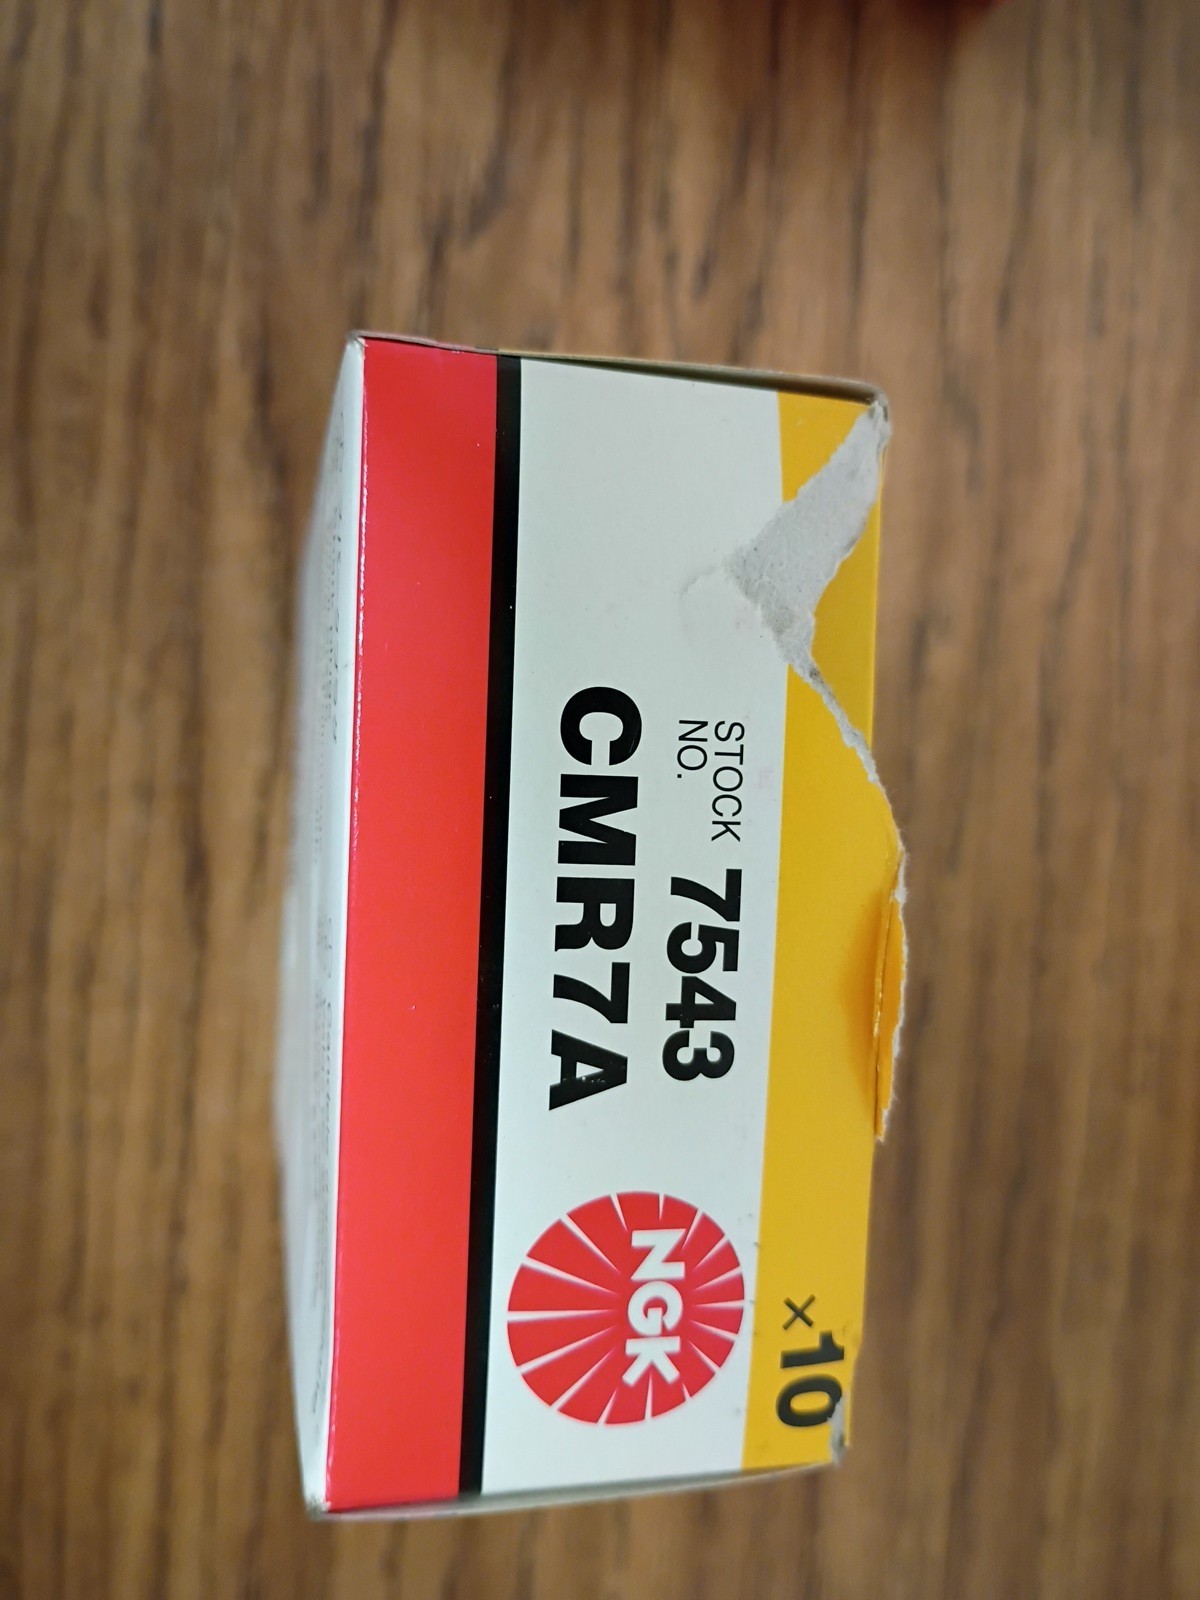 ×10
STOCK
NO. 7543
CMR7A
NGK